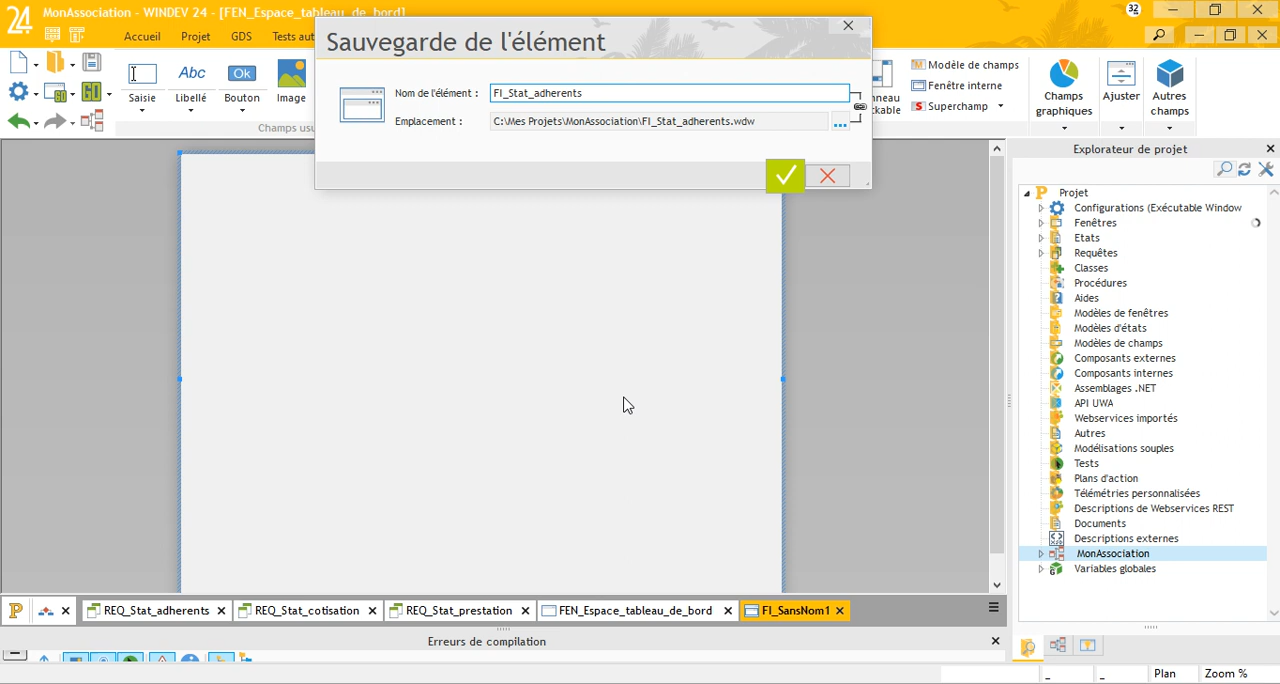 24 MonAssociation - WINDEV 24 - [FEN_Espace_tableau_de_bord]
32
Accueil Projet GDS Tests aut
Sauvegarde de l'élément
Nom de l'élément : FI_Stat_adherents
Emplacement : C:\Mes Projets\MonAssociation\FI_Stat_adherents.wdw
...
Abc Ok
GO GO
Saisie Libellé Bouton Image
Champs usu
Modèle de champs
Fenêtre interne
Superchamp
Champs graphiques
Ajuster
Autres champs
Explorateur de projet
Projet
Configurations (Exécutable Window
Fenêtres
Etats
Requêtes
Classes
Procédures
Aides
Modèles de fenêtres
Modèles d'états
Modèles de champs
Composants externes
Composants internes
Assemblages .NET
API UWA
Webservices importés
Autres
Modélisations souples
Tests
Plans d'action
Télémétries personnalisées
Descriptions de Webservices REST
Documents
Descriptions externes
MonAssociation
Variables globales
REQ_Stat_adherents REQ_Stat_cotisation REQ_Stat_prestation FEN_Espace_tableau_de_bord FI_SansNom1
Erreurs de compilation
Plan Zoom %